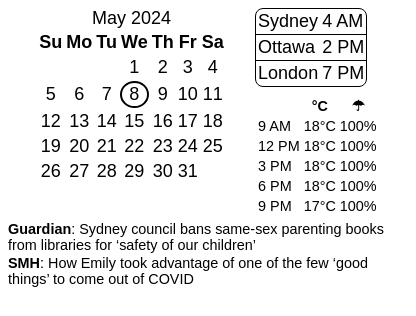 May 2024
Su Mo Tu We Th Fr Sa
1 2 3 4
5 6 7 8 9 10 11
12 13 14 15 16 17 18
19 20 21 22 23 24 25
26 27 28 29 30 31
Sydney 4 AM
Ottawa 2 PM
London 7 PM
°C ☂
9 AM 18°C 100%
12 PM 18°C 100%
3 PM 18°C 100%
6 PM 18°C 100%
9 PM 17°C 100%
Guardian: Sydney council bans same-sex parenting books
from libraries for ‘safety of our children’
SMH: How Emily took advantage of one of the few ‘good
things’ to come out of COVID